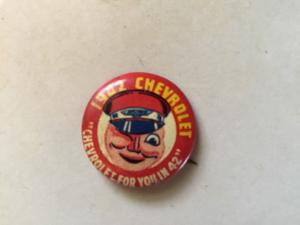 1942 CHEVROLET
"CHEVROLET FOR YOU IN 42"